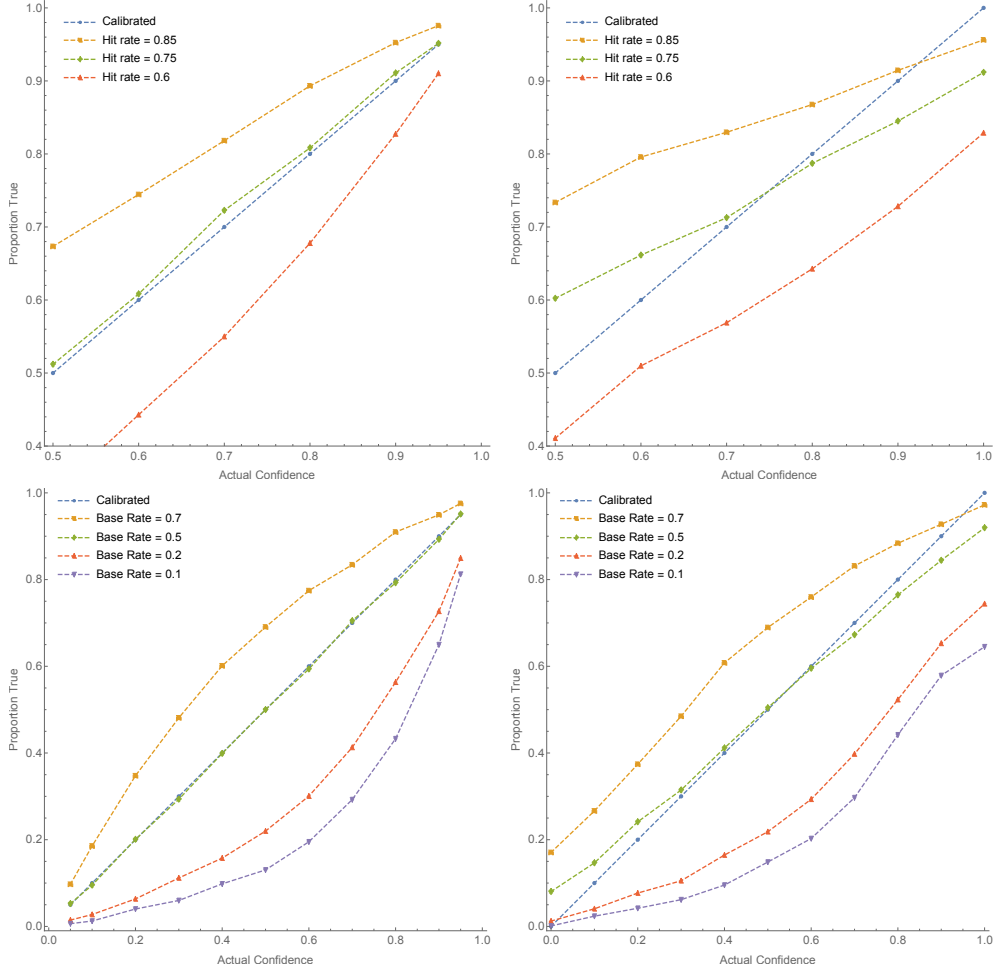 Calibrated
Hit rate = 0.85
Hit rate = 0.75
Hit rate = 0.6
Proportion True
1.0
0.9
0.8
0.7
0.6
0.5
0.4
0.5 0.6 0.7 0.8 0.9 1.0
Actual Confidence
Calibrated
Hit rate = 0.85
Hit rate = 0.75
Hit rate = 0.6
Proportion True
1.0
0.9
0.8
0.7
0.6
0.5
0.4
0.5 0.6 0.7 0.8 0.9 1.0
Actual Confidence
Calibrated
Base Rate = 0.7
Base Rate = 0.5
Base Rate = 0.2
Base Rate = 0.1
Proportion True
1.0
0.8
0.6
0.4
0.2
0.0
0.0 0.2 0.4 0.6 0.8 1.0
Actual Confidence
Calibrated
Base Rate = 0.7
Base Rate = 0.5
Base Rate = 0.2
Base Rate = 0.1
Proportion True
1.0
0.8
0.6
0.4
0.2
0.0
0.0 0.2 0.4 0.6 0.8 1.0
Actual Confidence